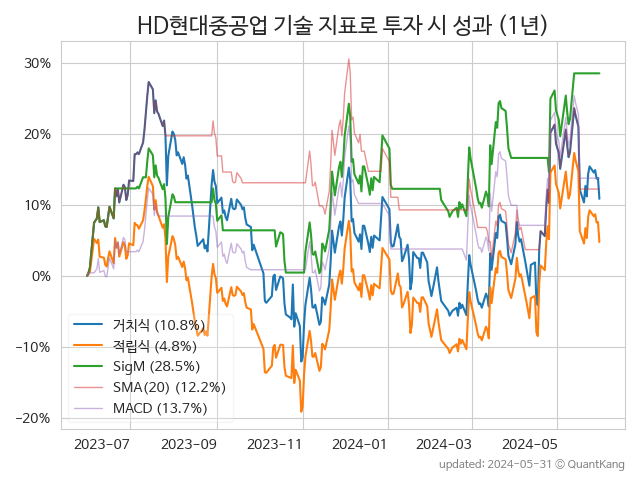 HD현대중공업 기술 지표로 투자 시 성과 (1년)
30%
20%
10%
0%
−10%
−20%
거치식 (10.8%)
적립식 (4.8%)
SigM (28.5%)
SMA(20) (12.2%)
MACD (13.7%)
2023-07
2023-09
2023-11
2024-01
2024-03
2024-05
updated: 2024-05-31 © QuantKang